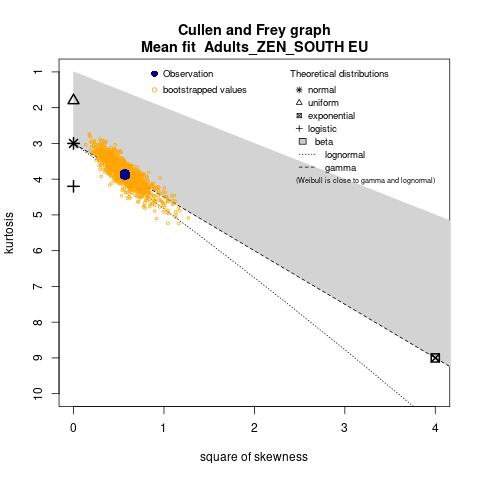 Cullen and Frey graph
Mean fit  Adults_ZEN_SOUTH EU
Observation
bootstrapped values
Theoretical distributions
normal
uniform
exponential
logistic
beta
lognormal
gamma
(Weibull is close to gamma and lognormal)
kurtosis
1
2
3
4
5
6
7
8
9
10
0
1
2
3
4
square of skewness